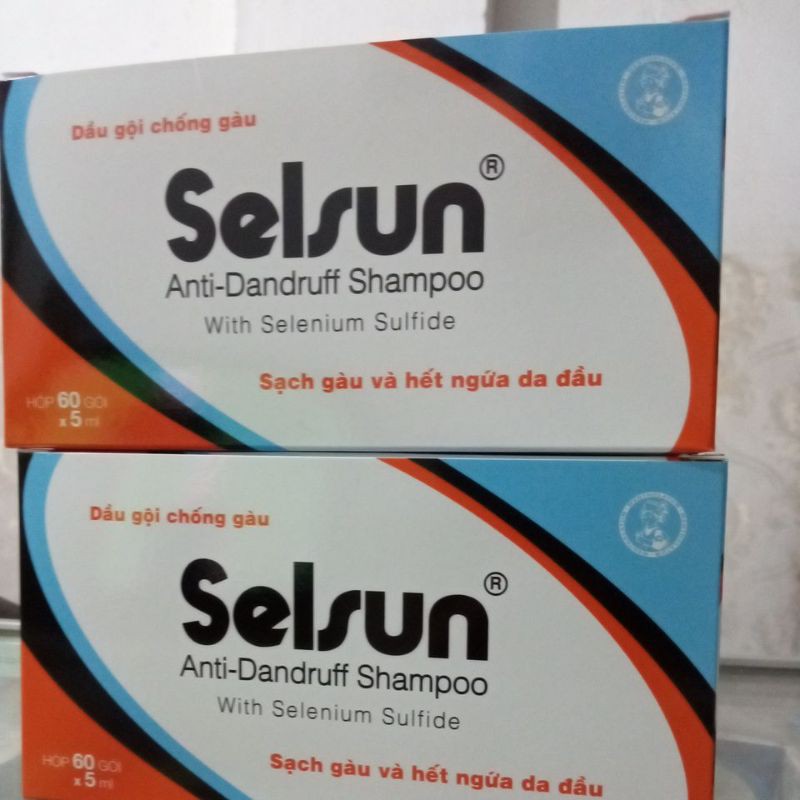 Dầu gội chống gàu
Selsun®
Anti-Dandruff Shampoo
With Selenium Sulfide
Sạch gàu và hết ngứa da đầu
HỘP 60 GÓI
x 5 ml
Dầu gội chống gàu
Selsun®
Anti-Dandruff Shampoo
With Selenium Sulfide
Sạch gàu và hết ngứa da đầu
HỘP 60 GÓI
x 5 ml